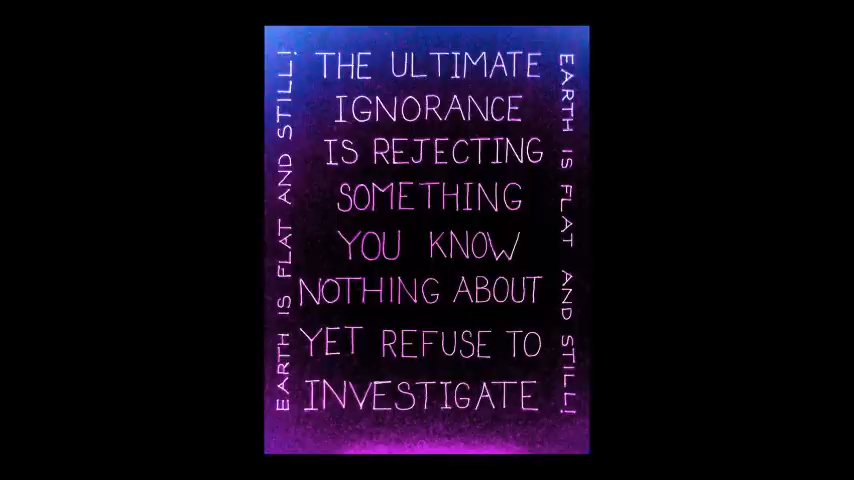 THE ULTIMATE
IGNORANCE
IS REJECTING
SOMETHING
YOU KNOW
NOTHING ABOUT
YET REFUSE TO
INVESTIGATE
EARTH IS FLAT AND STILL!
EARTH IS FLAT AND STILL!